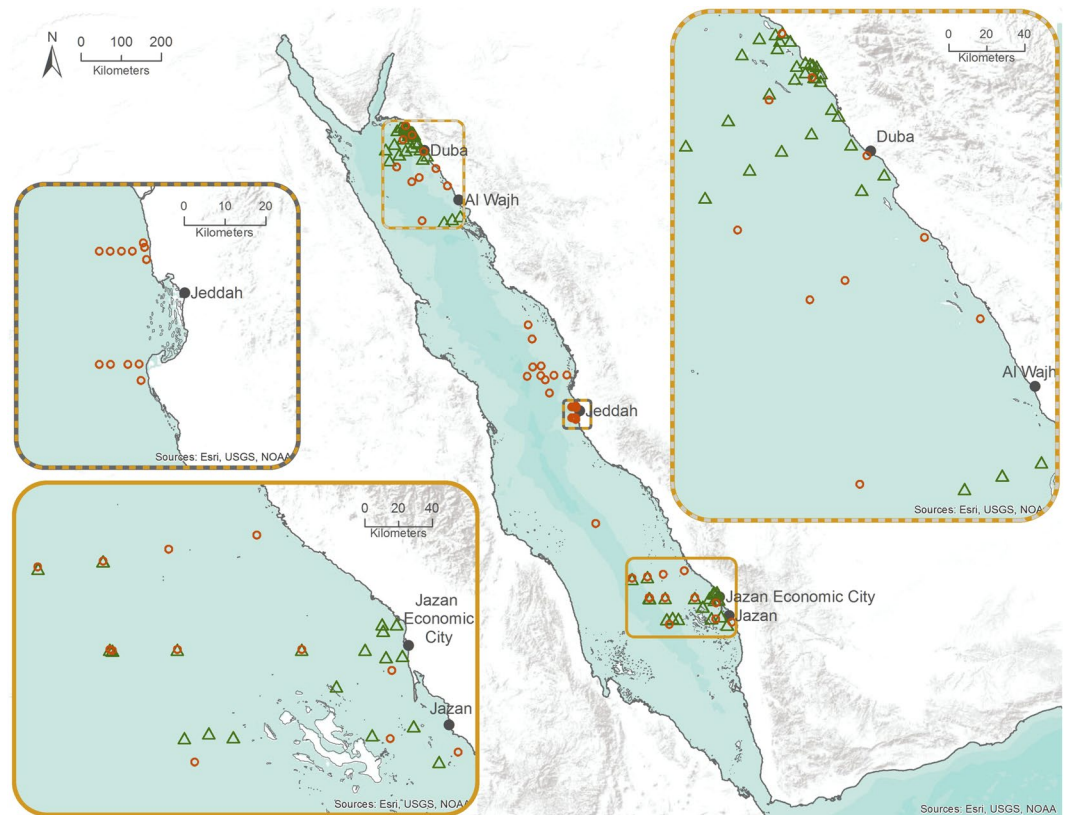 N
0 100 200
Kilometers
0 20 40
Kilometers
Duba
Al Wajh
Sources: Esri, USGS, NOA
Duba
Al Wajh
0 10 20
Kilometers
Jeddah
Sources: Esri, USGS, NOAA
Jeddah
0 20 40
Kilometers
Jazan
Economic
City
Jazan
Sources: Esri, USGS, NOAA
Jazan Economic City
Jazan
Sources: Esri, USGS, NOAA